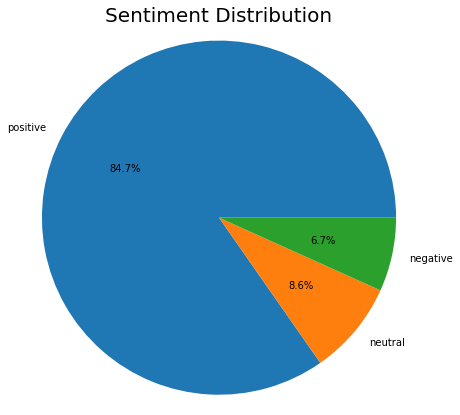 Sentiment Distribution
positive
84.7%
6.7%
negative
8.6%
neutral